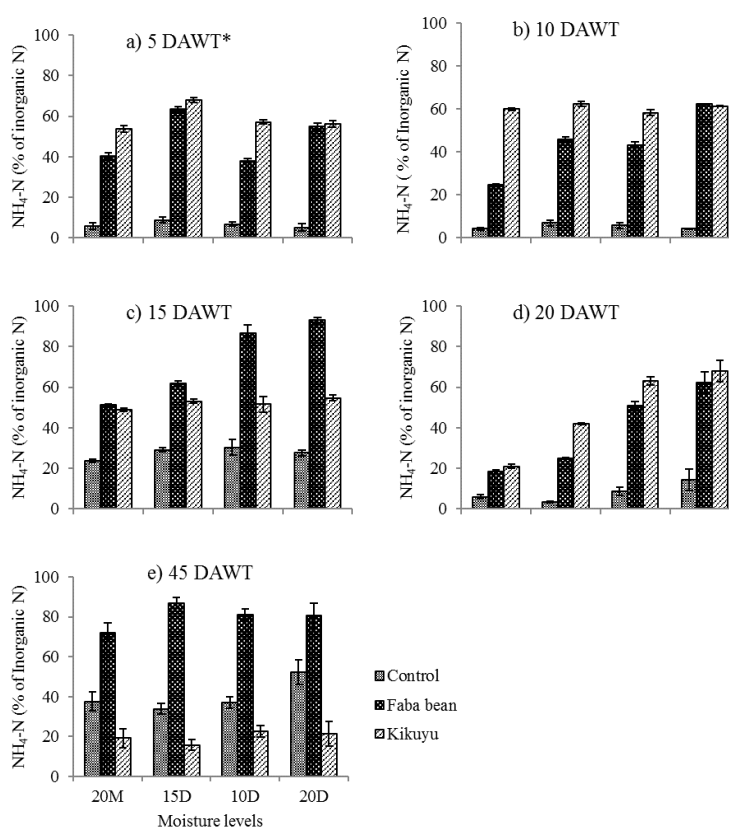 a) 5 DAWT*
NH4-N (% of inorganic N)
100
80
60
40
20
0
b) 10 DAWT
NH4-N ( % of Inorganic N)
100
80
60
40
20
0
c) 15 DAWT
NH4-N (% of inorganic N)
100
80
60
40
20
0
d) 20 DAWT
NH4-N (% of inorganic N)
100
80
60
40
20
0
e) 45 DAWT
NH4-N (% of Inorganic N)
100
80
60
40
20
0
20M 15D 10D 20D
Moisture levels
Control
Faba bean
Kikuyu